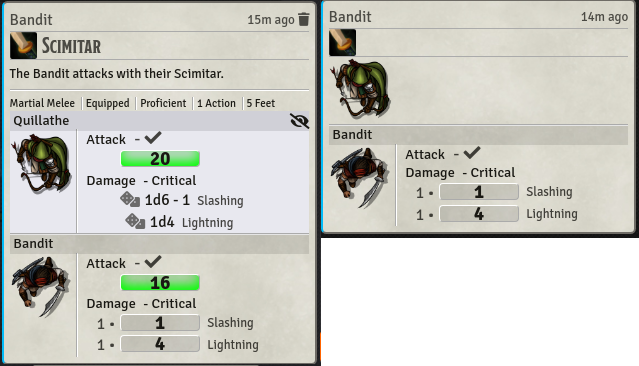 Bandit 15m ago
SCIMITAR
The Bandit attacks with their Scimitar.
Martial Melee Equipped Proficient 1 Action 5 Feet
Quillathe
Attack -
20
Damage - Critical
1d6 - 1 Slashing
1d4 Lightning
Bandit
Attack -
16
Damage - Critical
1 • 1 Slashing
1 • 4 Lightning
Bandit 14m ago
Bandit
Attack -
Damage - Critical
1 • 1 Slashing
1 • 4 Lightning